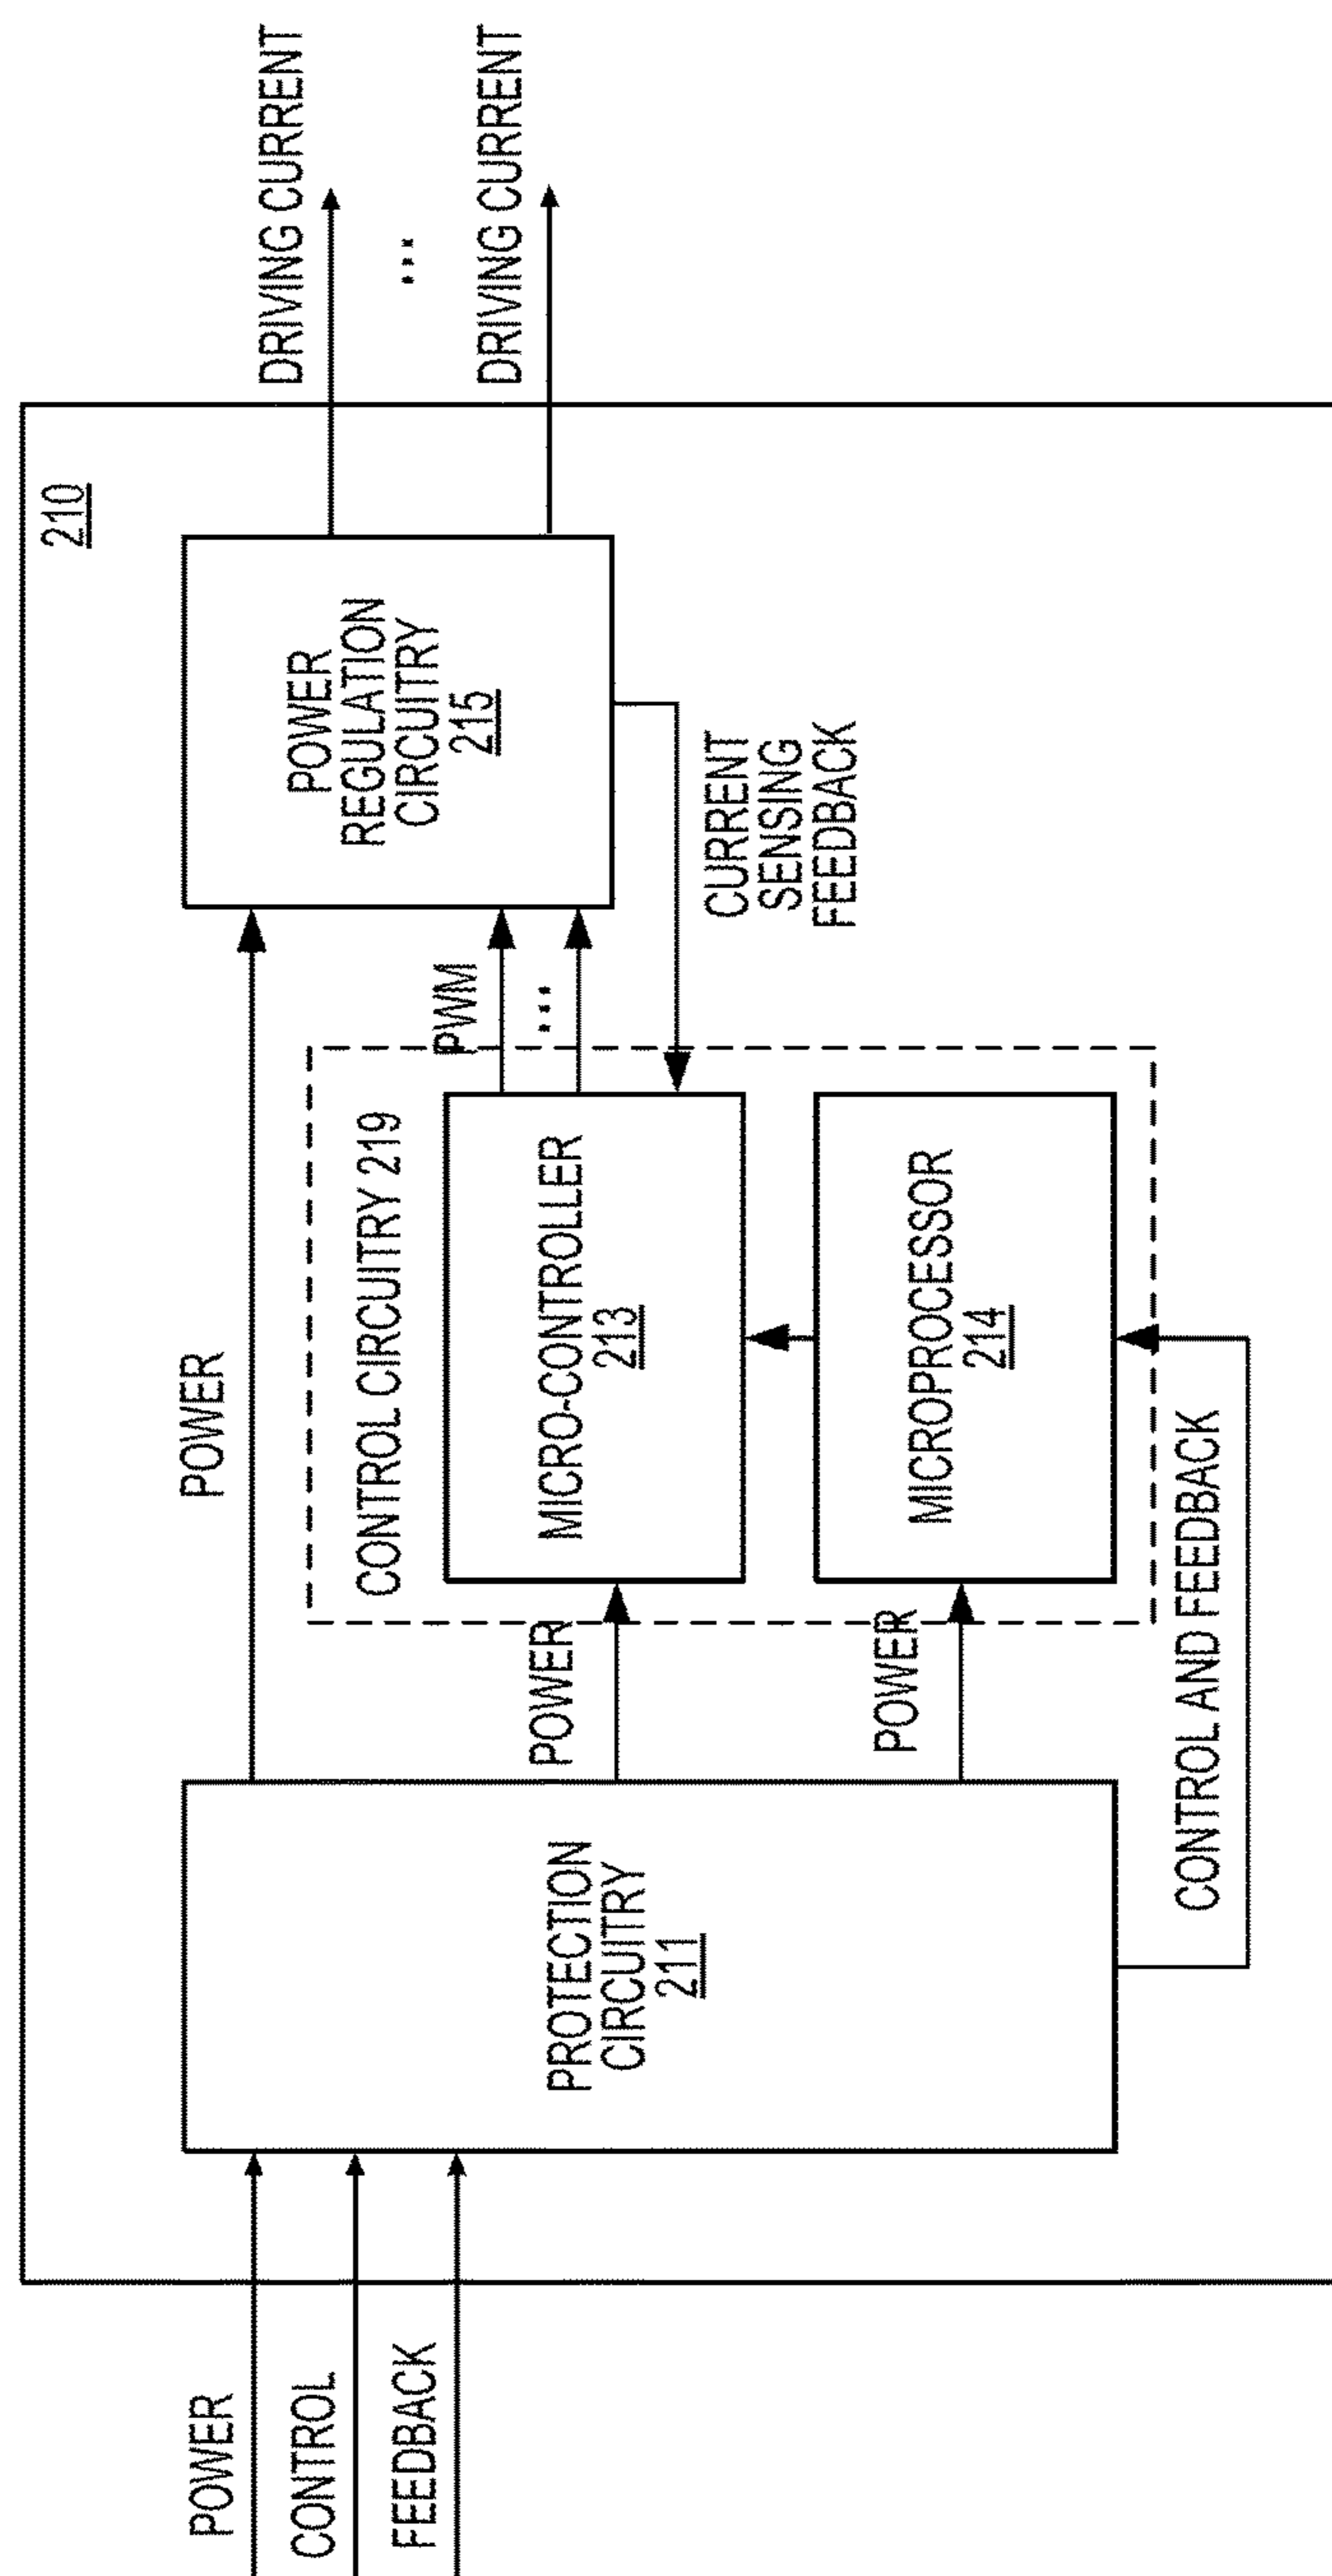 210
POWER
CONTROL
FEEDBACK
PROTECTION
CIRCUITRY
211
POWER
POWER
POWER
CONTROL AND FEEDBACK
CONTROL CIRCUITRY 219
MICRO-CONTROLLER
213
MICROPROCESSOR
214
PWM
...
CURRENT
SENSING
FEEDBACK
POWER
REGULATION
CIRCUITRY
215
DRIVING CURRENT
...
DRIVING CURRENT